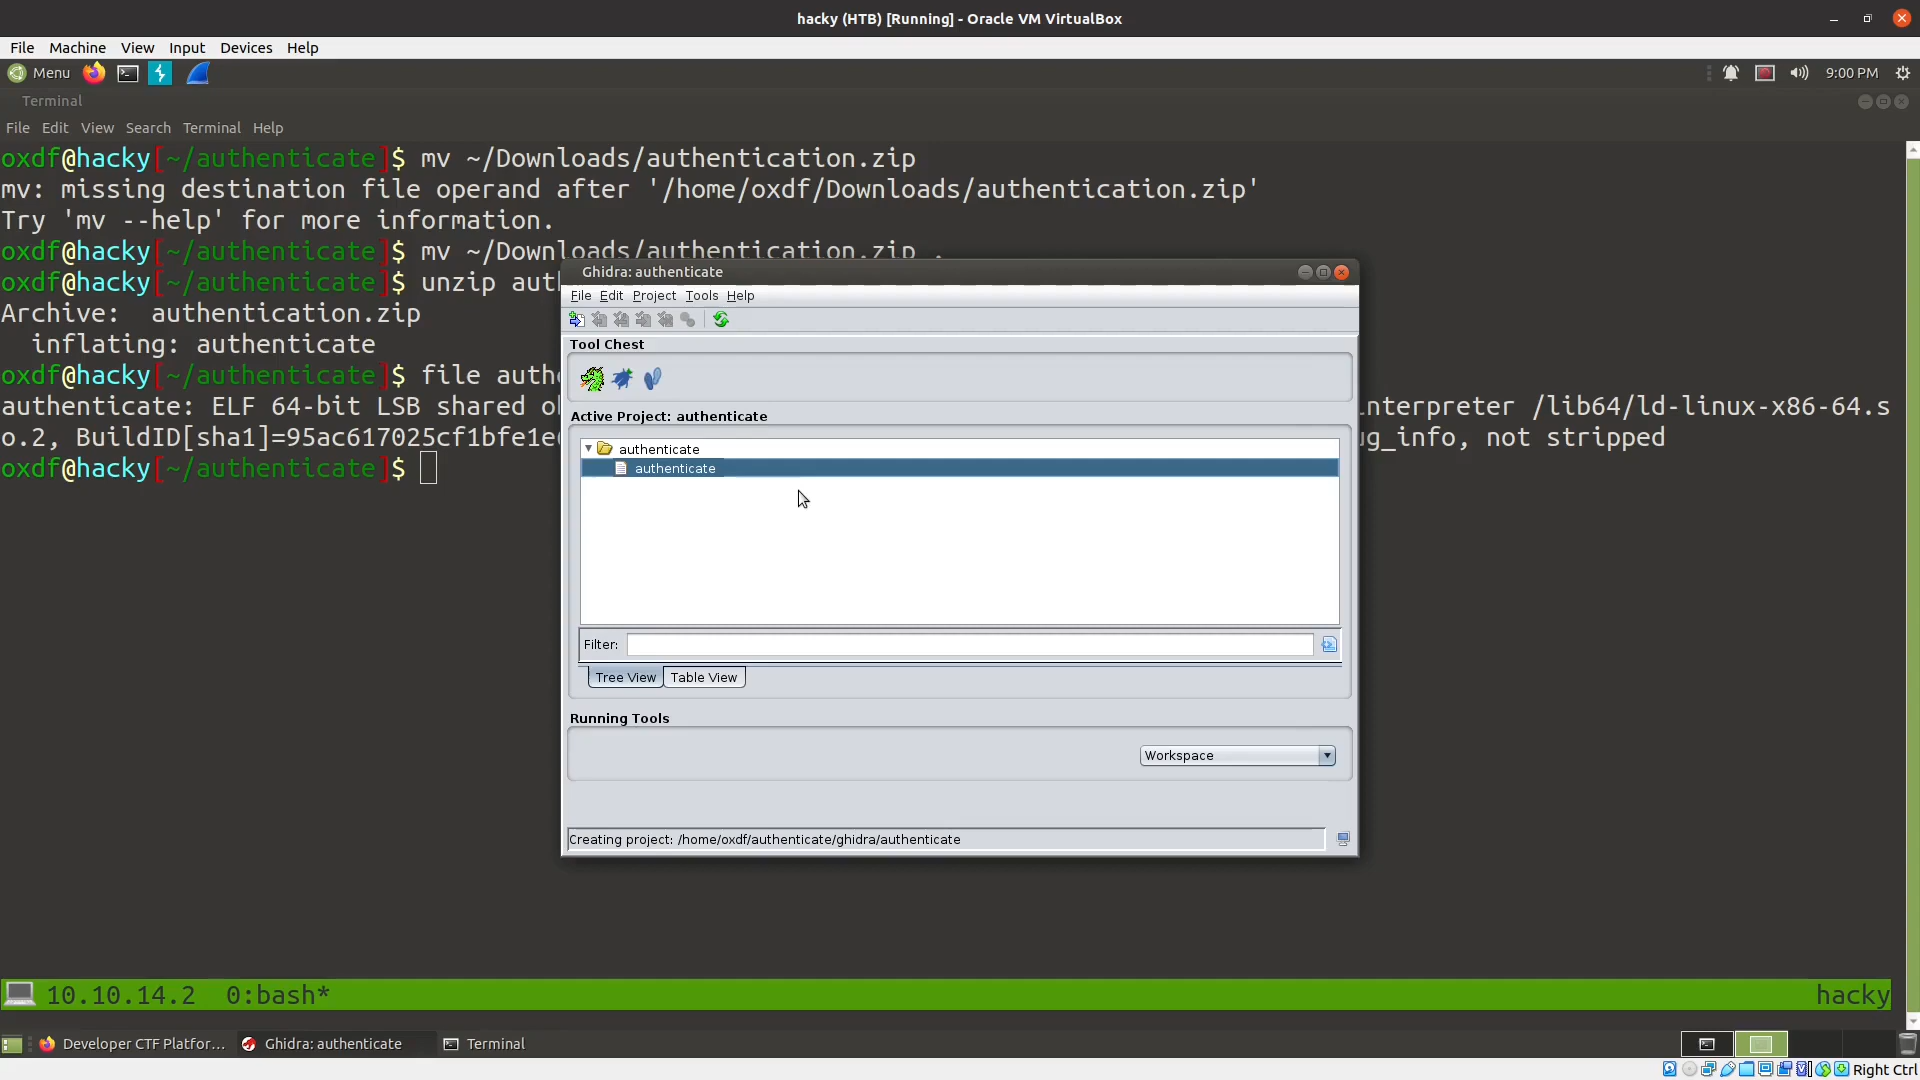 hacky (HTB) [Running] - Oracle VM VirtualBox
File Machine View Input Devices Help
Menu 9:00 PM
Terminal
File Edit View Search Terminal Help
oxdf@hacky[~/authenticate]$ mv ~/Downloads/authentication.zip
mv: missing destination file operand after '/home/oxdf/Downloads/authentication.zip'
Try 'mv --help' for more information.
oxdf@hacky[~/authenticate]$ mv ~/Downloads/authentication.zip .
oxdf@hacky[~/authenticate]$ unzip aut
Archive:  authentication.zip
inflating: authenticate
oxdf@hacky[~/authenticate]$ file auth
authenticate: ELF 64-bit LSB shared ob
nterpreter /lib64/ld-linux-x86-64.s
o.2, BuildID[sha1]=95ac617025cf1bfe1e
ug_info, not stripped
oxdf@hacky[~/authenticate]$
Ghidra: authenticate
File Edit Project Tools Help
Tool Chest
Active Project: authenticate
authenticate
authenticate
Filter:
Tree View Table View
Running Tools
Workspace
Creating project: /home/oxdf/authenticate/ghidra/authenticate
10.10.14.2 0:bash* hacky
Developer CTF Platfor... Ghidra: authenticate Terminal
Right Ctrl